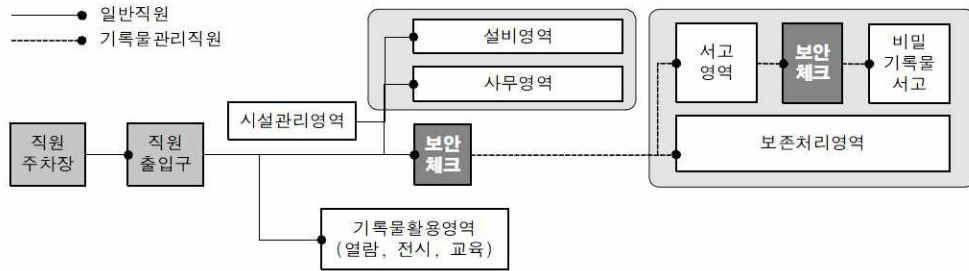 일반직원
기록물관리직원
설비영역
사무영역
시설관리영역
직원
주차장
직원
출입구
보안
체크
기록물활용영역
(열람, 전시, 교육)
서고
영역
보안
체크
비밀
기록물
서고
보존처리영역